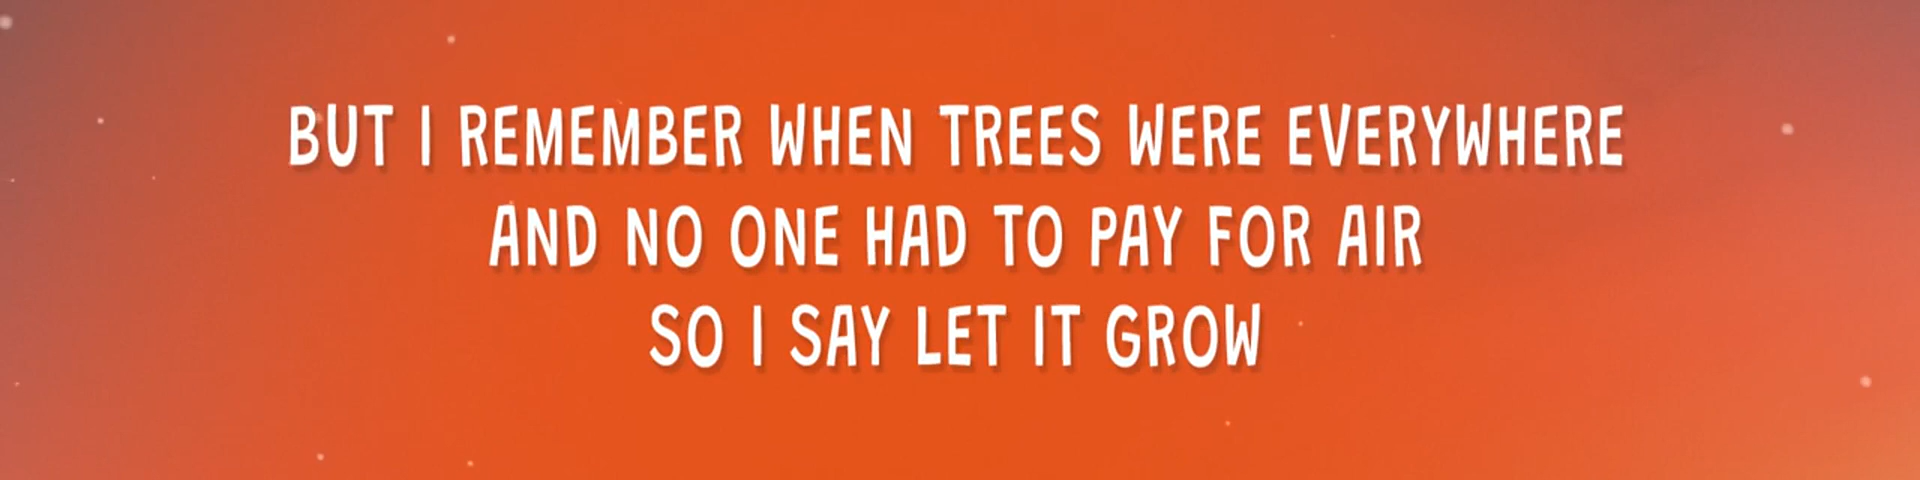 BUT I REMEMBER WHEN TREES WERE EVERYWHERE
AND NO ONE HAD TO PAY FOR AIR
SO I SAY LET IT GROW